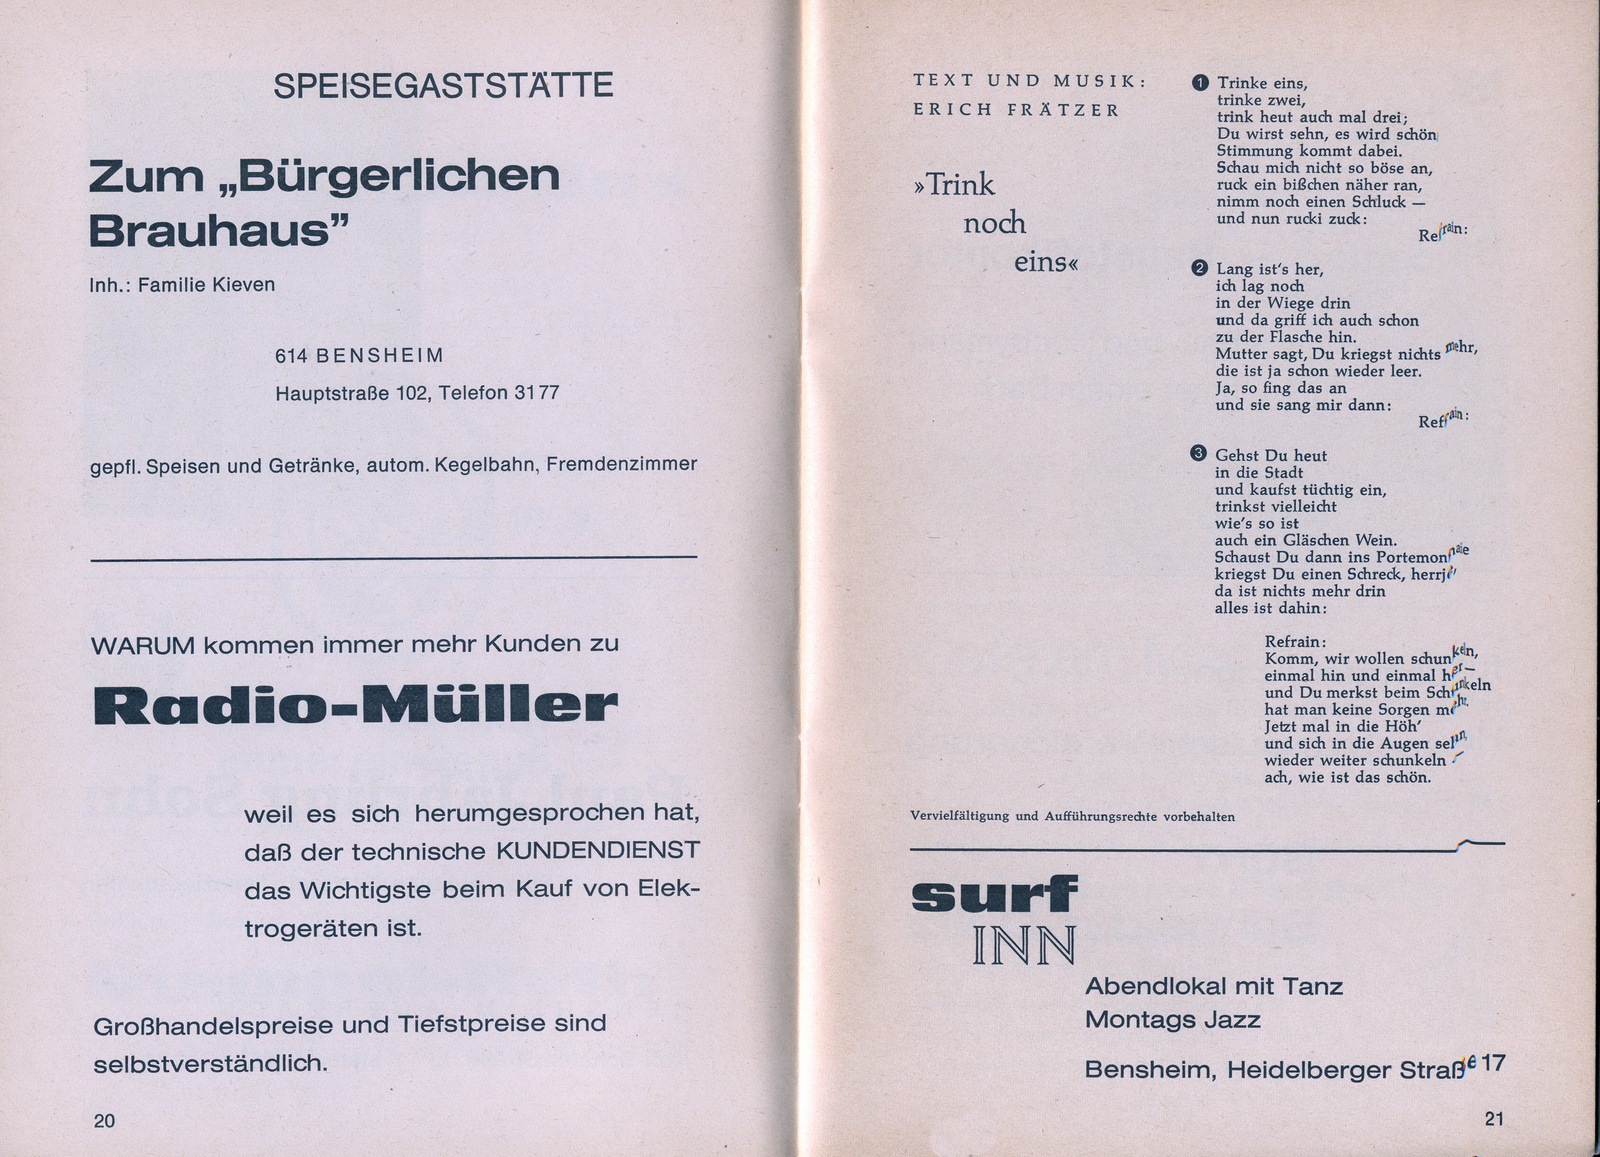 SPEISEGASTSTÄTTE
Zum „Bürgerlichen
Brauhaus”
Inh.: Familie Kieven
614 BENSHEIM
Hauptstraße 102, Telefon 31 77
gepfl. Speisen und Getränke, autom. Kegelbahn, Fremdenzimmer
WARUM kommen immer mehr Kunden zu
Radio-Müller
weil es sich herumgesprochen hat,
daß der technische KUNDENDIENST
das Wichtigste beim Kauf von Elek-
trogeräten ist.
Großhandelspreise und Tiefstpreise sind
selbstverständlich.
20
TEXT UND MUSIK:
ERICH FRÄTZER
»Trink
noch
eins«
1 Trinke eins,
trinke zwei,
trink heut auch mal drei;
Du wirst sehn, es wird schön
Stimmung kommt dabei.
Schau mich nicht so böse an,
ruck ein bißchen näher ran,
nimm noch einen Schluck —
und nun rucki zuck:
Refrain:
2 Lang ist's her,
ich lag noch
in der Wiege drin
und da griff ich auch schon
zu der Flasche hin.
Mutter sagt, Du kriegst nichts mehr,
die ist ja schon wieder leer.
Ja, so fing das an
und sie sang mir dann:
Refrain:
3 Gehst Du heut
in die Stadt
und kaufst tüchtig ein,
trinkst vielleicht
wie's so ist
auch ein Gläschen Wein.
Schaust Du dann ins Portemonnaie
kriegst Du einen Schreck, herrje'
da ist nichts mehr drin
alles ist dahin:
Refrain:
Komm, wir wollen schunkeln,
einmal hin und einmal her —
und Du merkst beim Schunkeln
hat man keine Sorgen mehr.
Jetzt mal in die Höh'
und sich in die Augen sehn,
wieder weiter schunkeln —
ach, wie ist das schön.
Vervielfältigung und Aufführungsrechte vorbehalten
surf
INN
Abendlokal mit Tanz
Montags Jazz
Bensheim, Heidelberger Straße 17
21